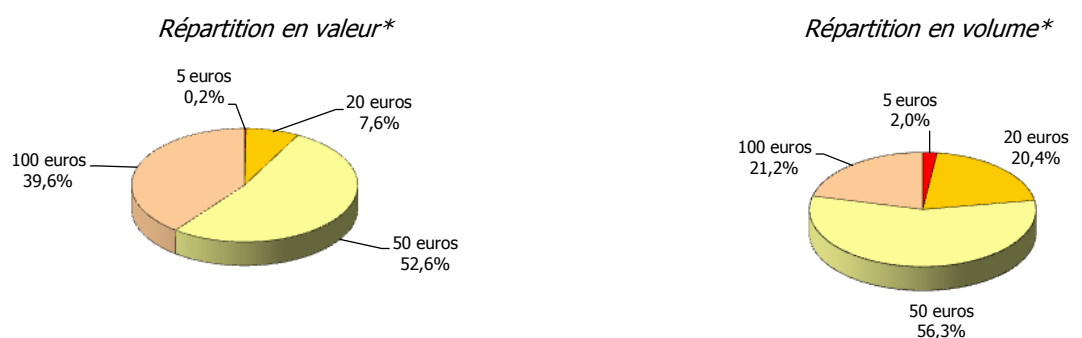 Répartition en valeur*
5 euros
0,2%
20 euros
7,6%
100 euros
39,6%
50 euros
52,6%
Répartition en volume*
5 euros
2,0%
20 euros
20,4%
100 euros
21,2%
50 euros
56,3%